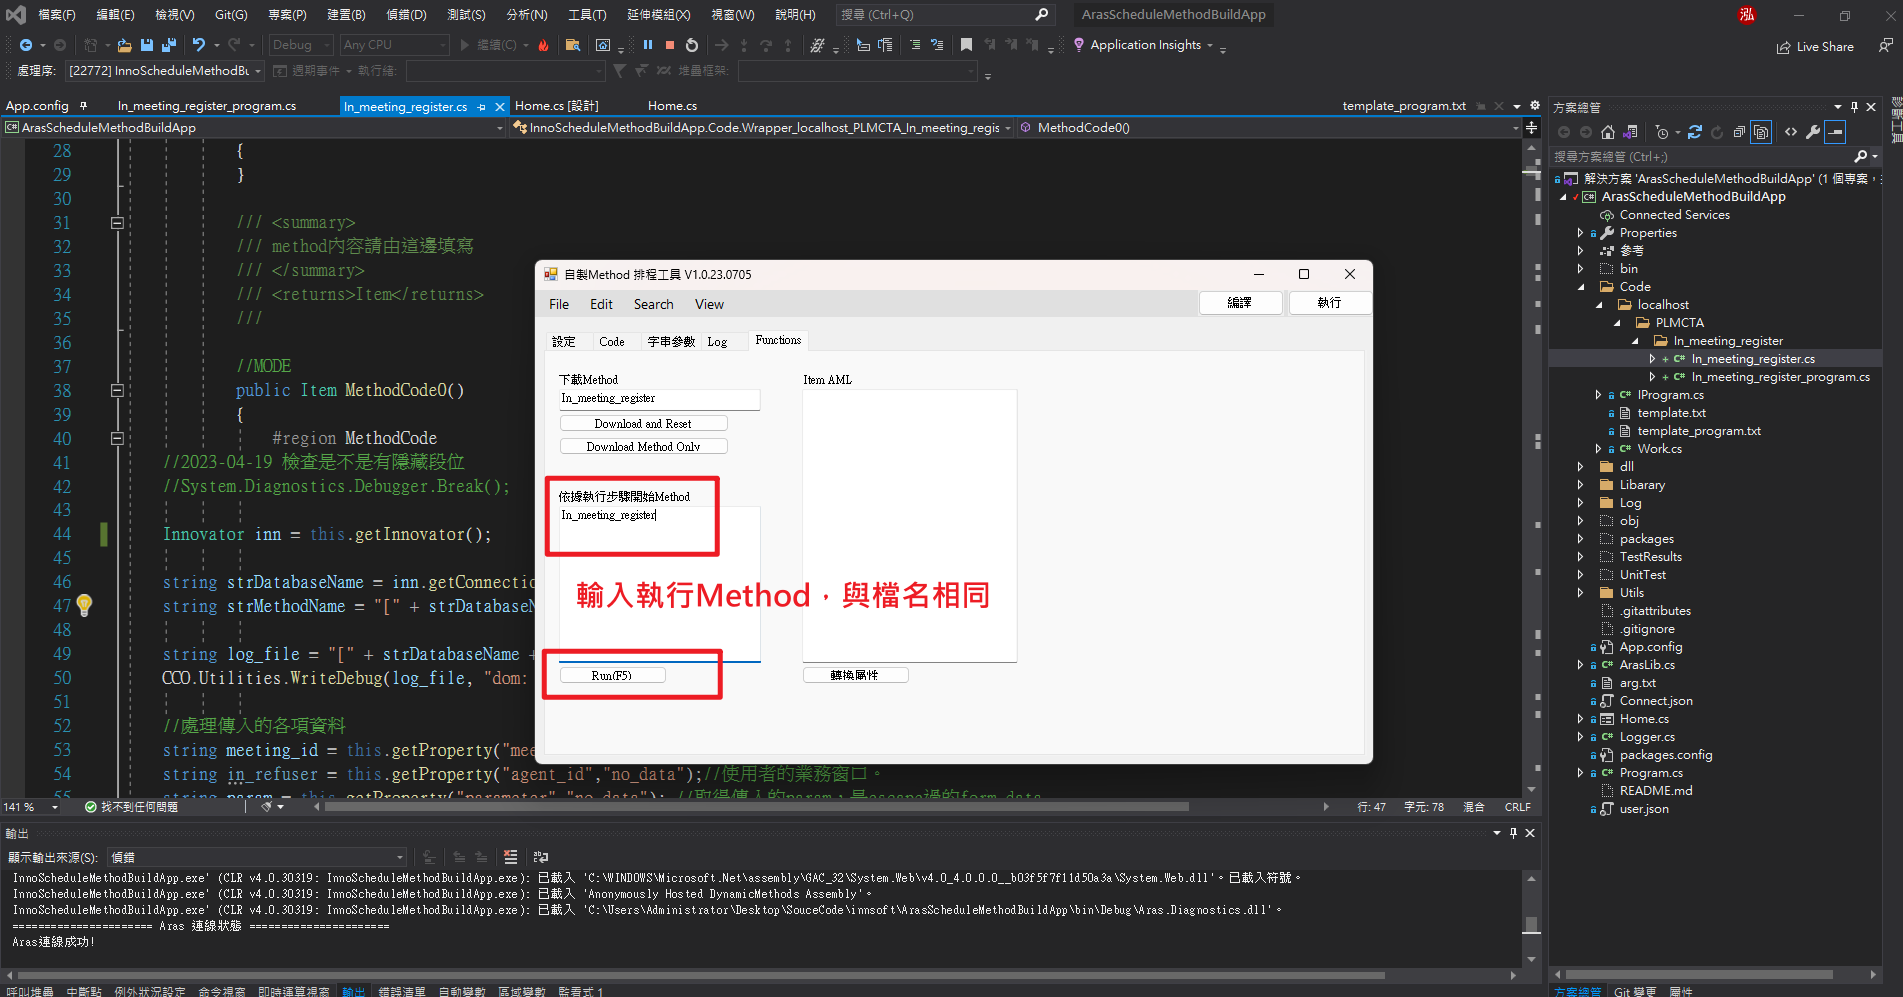 檔案(F) 編輯(E) 檢視(V) Git(G) 專案(P) 建置(B) 偵錯(D) 測試(S) 分析(N) 工具(T) 延伸模組(X) 視窗(W) 說明(H) 搜尋 (Ctrl+Q) ArasScheduleMethodBuildApp 泓
Debug Any CPU 繼續(C) Application Insights Live Share
處理序: [22772] InnoScheduleMethodBu 週期事件 執行緒: 堆疊框架:
App.config In_meeting_register_program.cs In_meeting_register.cs Home.cs [設計] Home.cs template_program.txt
ArasScheduleMethodBuildApp InnoScheduleMethodBuildApp.Code.Wrapper_localhost_PLMCTA_In_meeting_regis MethodCode0()
28 {
29 }
30
31 /// <summary>
32 /// method內容請由這邊填寫
33 /// </summary>
34 /// <returns>Item</returns>
35 ///
36
37 //MODE
38 public Item MethodCode0()
39 {
40 #region MethodCode
41 //2023-04-19 檢查是不是有隱藏段位
42 //System.Diagnostics.Debugger.Break();
43
44 Innovator inn = this.getInnovator();
45
46 string strDatabaseName = inn.getConnectio
47 string strMethodName = "[" + strDatabaseN
48
49 string log_file = "[" + strDatabaseName +
50 CCO.Utilities.WriteDebug(log_file, "dom:
51
52 //處理傳入的各項資料
53 string meeting_id = this.getProperty("mee
54 string in_refuser = this.getProperty("agent_id","no_data");//使用者的業務窗口。
55 string parsm = this.getProperty("parameter","no_data"); //取得傳入的parsm，是escape過的form data
141 % 找不到任何問題 行: 47 字元: 78 混合 CRLF
自製Method 排程工具 V1.0.23.0705
File Edit Search View 編譯 執行
設定 Code 字串參數 Log Functions
下載Method
In_meeting_register
Download and Reset
Download Method Only
依據執行步驟開始Method
In_meeting_register
Run(F5)
Item AML
轉換屬性
輸入執行Method，與檔名相同
輸出
顯示輸出來源(S): 偵錯
InnoScheduleMethodBuildApp.exe' (CLR v4.0.30319: InnoScheduleMethodBuildApp.exe): 已載入 'C:\WINDOWS\Microsoft.Net\assembly\GAC_32\System.Web\v4.0_4.0.0.0__b03f5f7f11d50a3a\System.Web.dll'。已載入符號。
InnoScheduleMethodBuildApp.exe' (CLR v4.0.30319: InnoScheduleMethodBuildApp.exe): 已載入 'Anonymously Hosted DynamicMethods Assembly'。
InnoScheduleMethodBuildApp.exe' (CLR v4.0.30319: InnoScheduleMethodBuildApp.exe): 已載入 'C:\Users\Administrator\Desktop\SouceCode\innsoft\ArasScheduleMethodBuildApp\bin\Debug\Aras.Diagnostics.dll'。
====================== Aras 連線狀態 ======================
Aras連線成功!
呼叫堆疊 中斷點 例外狀況設定 命令視窗 即時運算視窗 輸出 錯誤清單 自動變數 區域變數 監看式 1
方案總管
搜尋方案總管 (Ctrl+;)
解決方案 'ArasScheduleMethodBuildApp' (1 個專案，
ArasScheduleMethodBuildApp
Connected Services
Properties
參考
bin
Code
localhost
PLMCTA
In_meeting_register
In_meeting_register.cs
In_meeting_register_program.cs
IProgram.cs
template.txt
template_program.txt
Work.cs
dll
Libarary
Log
obj
packages
TestResults
UnitTest
Utils
.gitattributes
.gitignore
App.config
ArasLib.cs
arg.txt
Connect.json
Home.cs
Logger.cs
packages.config
Program.cs
README.md
user.json
方案總管 Git 變更 屬性